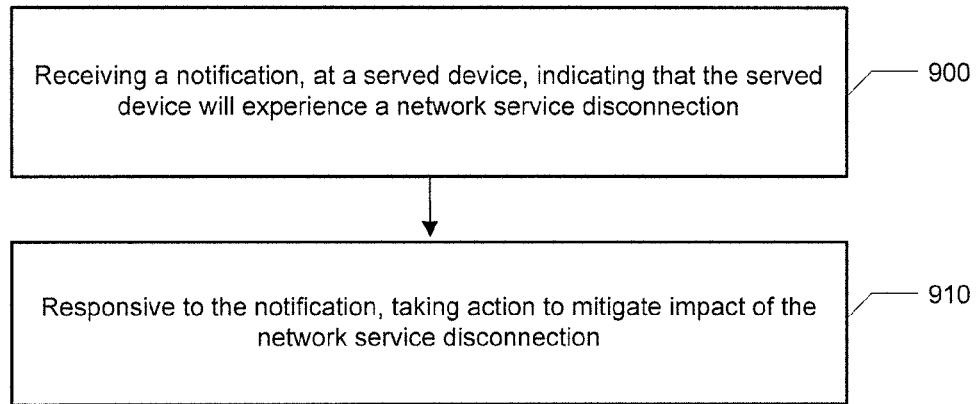 Receiving a notification, at a served device, indicating that the served
device will experience a network service disconnection
900
Responsive to the notification, taking action to mitigate impact of the
network service disconnection
910